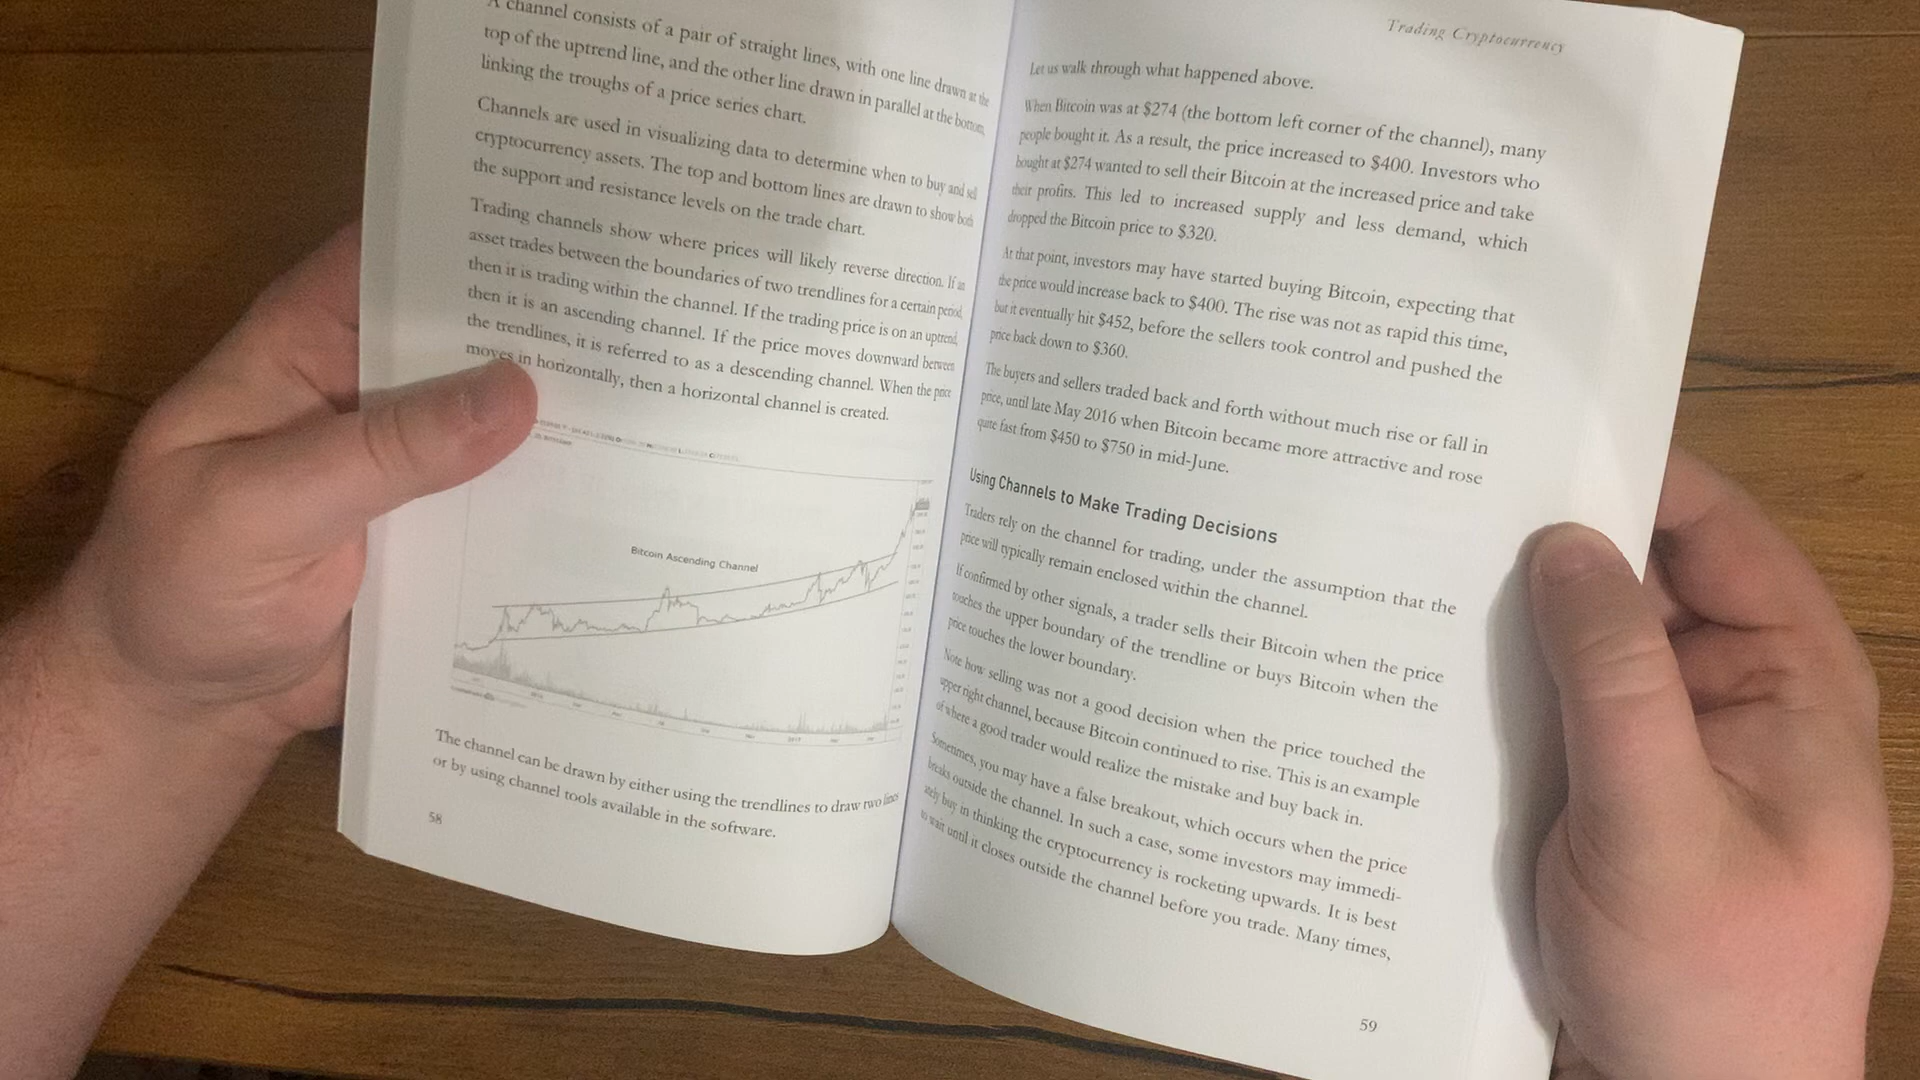 A channel consists of a pair of straight lines, with one line drawn at the
top of the uptrend line, and the other line drawn in parallel at the bottom,
linking the troughs of a price series chart.
Channels are used in visualizing data to determine when to buy and sell
cryptocurrency assets. The top and bottom lines are drawn to show both
the support and resistance levels on the trade chart.
Trading channels show where prices will likely reverse direction. If an
asset trades between the boundaries of two trendlines for a certain period,
then it is trading within the channel. If the trading price is on an uptrend,
then it is an ascending channel. If the price moves downward between
the trendlines, it is referred to as a descending channel. When the price
moves in horizontally, then a horizontal channel is created.
Bitcoin Ascending Channel
2017
The channel can be drawn by either using the trendlines to draw two lines
or by using channel tools available in the software.
58
Trading Cryptocurrency
Let us walk through what happened above.
When Bitcoin was at $274 (the bottom left corner of the channel), many
people bought it. As a result, the price increased to $400. Investors who
bought at $274 wanted to sell their Bitcoin at the increased price and take
their profits. This led to increased supply and less demand, which
dropped the Bitcoin price to $320.
At that point, investors may have started buying Bitcoin, expecting that
the price would increase back to $400. The rise was not as rapid this time,
but it eventually hit $452, before the sellers took control and pushed the
price back down to $360.
The buyers and sellers traded back and forth without much rise or fall in
price, until late May 2016 when Bitcoin became more attractive and rose
quite fast from $450 to $750 in mid-June.
Using Channels to Make Trading Decisions
Traders rely on the channel for trading, under the assumption that the
price will typically remain enclosed within the channel.
If confirmed by other signals, a trader sells their Bitcoin when the price
touches the upper boundary of the trendline or buys Bitcoin when the
price touches the lower boundary.
Note how selling was not a good decision when the price touched the
upper right channel, because Bitcoin continued to rise. This is an example
of where a good trader would realize the mistake and buy back in.
Sometimes, you may have a false breakout, which occurs when the price
breaks outside the channel. In such a case, some investors may immedi-
ately buy in thinking the cryptocurrency is rocketing upwards. It is best
to wait until it closes outside the channel before you trade. Many times,
59